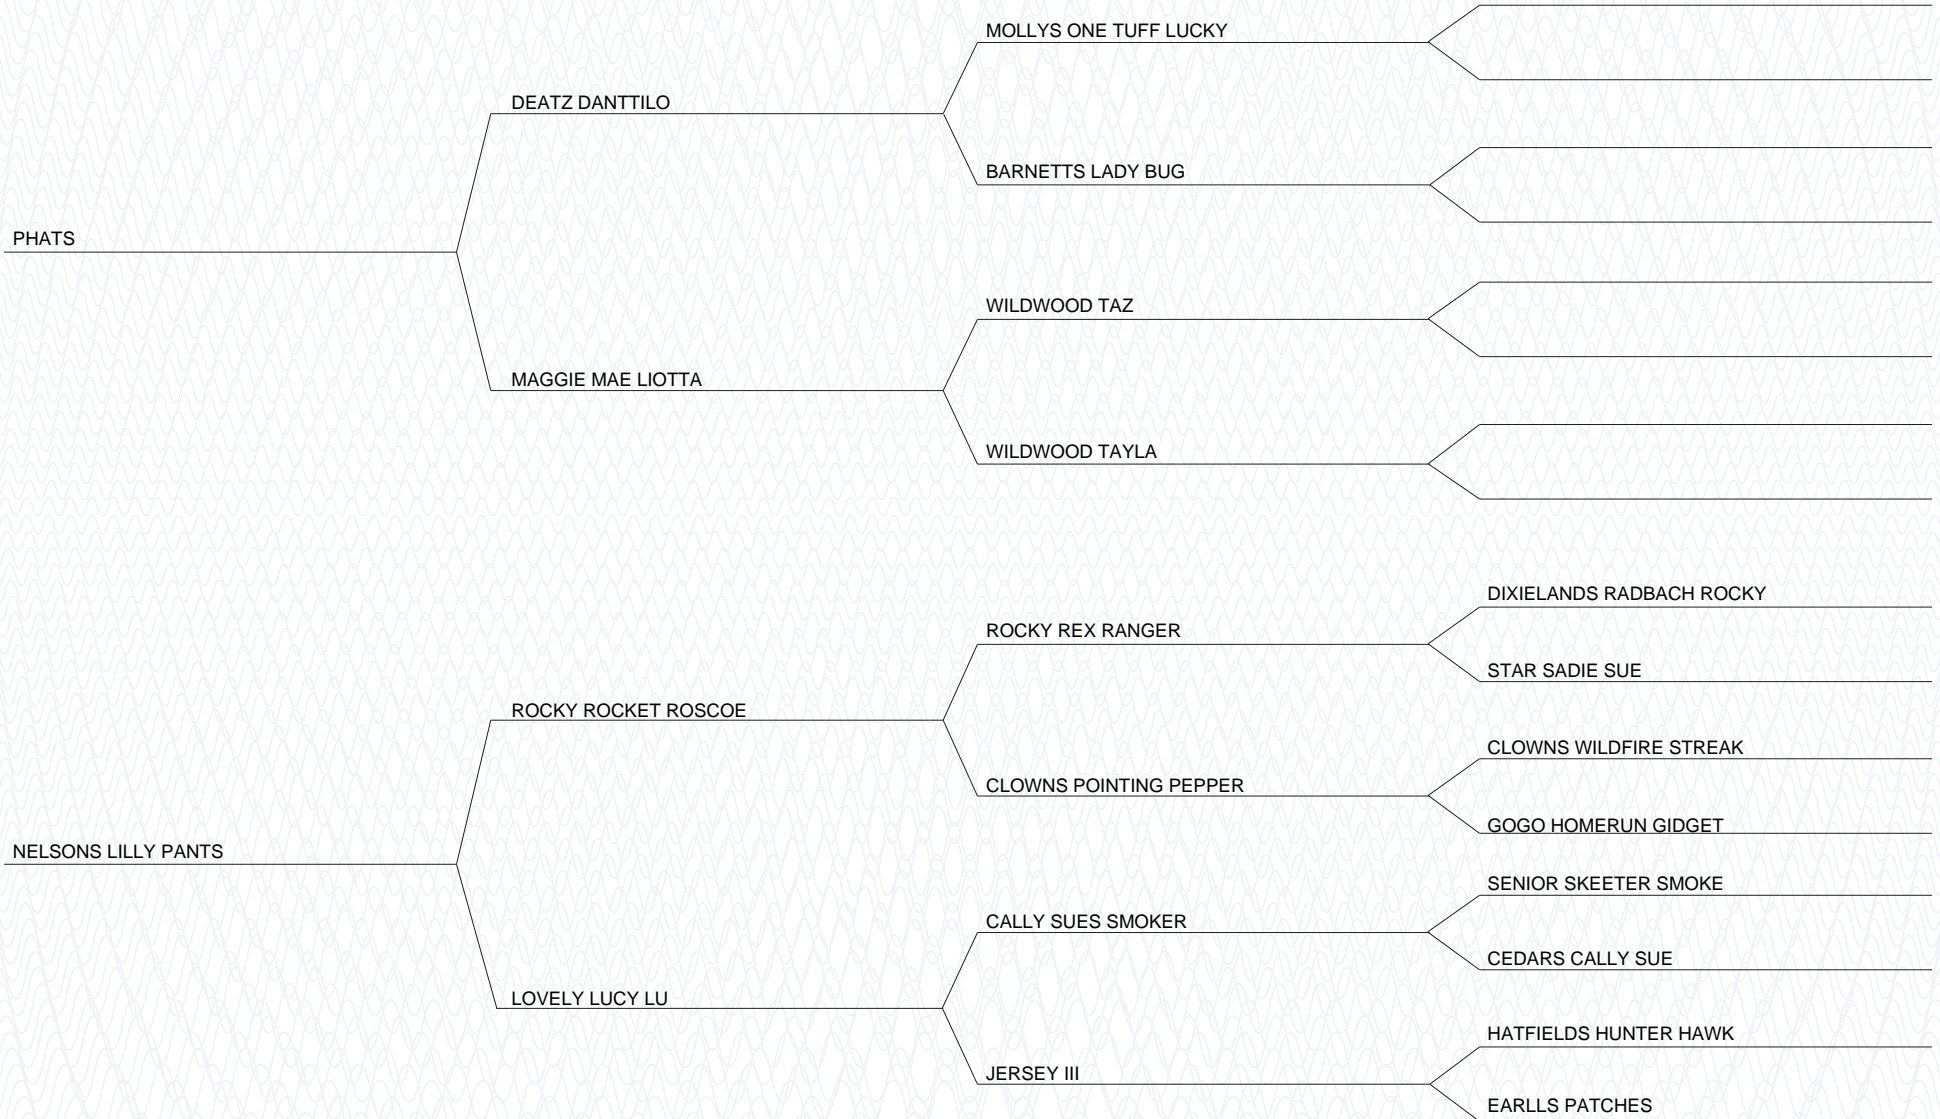 MOLLYS ONE TUFF LUCKY
DEATZ DANTTILO
BARNETTS LADY BUG
PHATS
WILDWOOD TAZ
MAGGIE MAE LIOTTA
WILDWOOD TAYLA
DIXIELANDS RADBACH ROCKY
ROCKY REX RANGER
STAR SADIE SUE
ROCKY ROCKET ROSCOE
CLOWNS WILDFIRE STREAK
CLOWNS POINTING PEPPER
GOGO HOMERUN GIDGET
NELSONS LILLY PANTS
SENIOR SKEETER SMOKE
CALLY SUES SMOKER
CEDARS CALLY SUE
LOVELY LUCY LU
HATFIELDS HUNTER HAWK
JERSEY III
EARLLS PATCHES